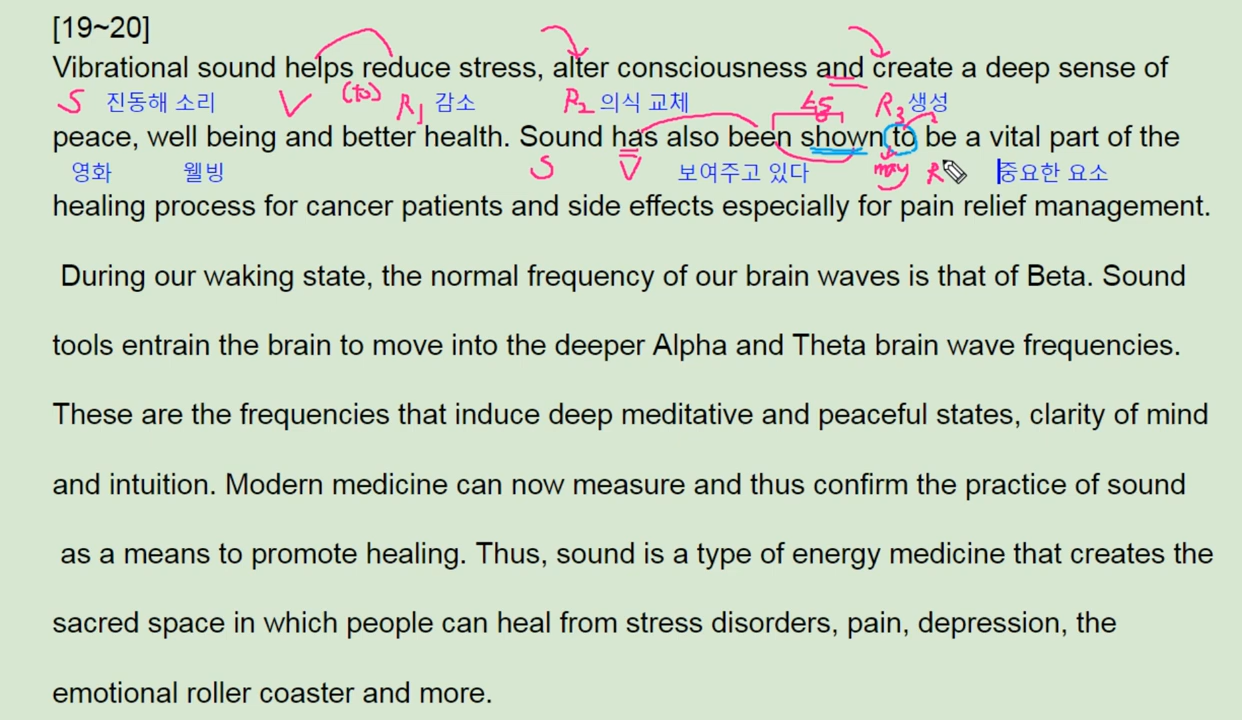 [19~20]
Vibrational sound helps reduce stress, alter consciousness and create a deep sense of
S 진동해 소리 V (to) R1 감소 R2 의식 교체 능동 R3 생성
peace, well being and better health. Sound has also been shown to be a vital part of the
영화 웰빙 S V 보여주고 있다 may R 중요한 요소
healing process for cancer patients and side effects especially for pain relief management.
During our waking state, the normal frequency of our brain waves is that of Beta. Sound
tools entrain the brain to move into the deeper Alpha and Theta brain wave frequencies.
These are the frequencies that induce deep meditative and peaceful states, clarity of mind
and intuition. Modern medicine can now measure and thus confirm the practice of sound
as a means to promote healing. Thus, sound is a type of energy medicine that creates the
sacred space in which people can heal from stress disorders, pain, depression, the
emotional roller coaster and more.